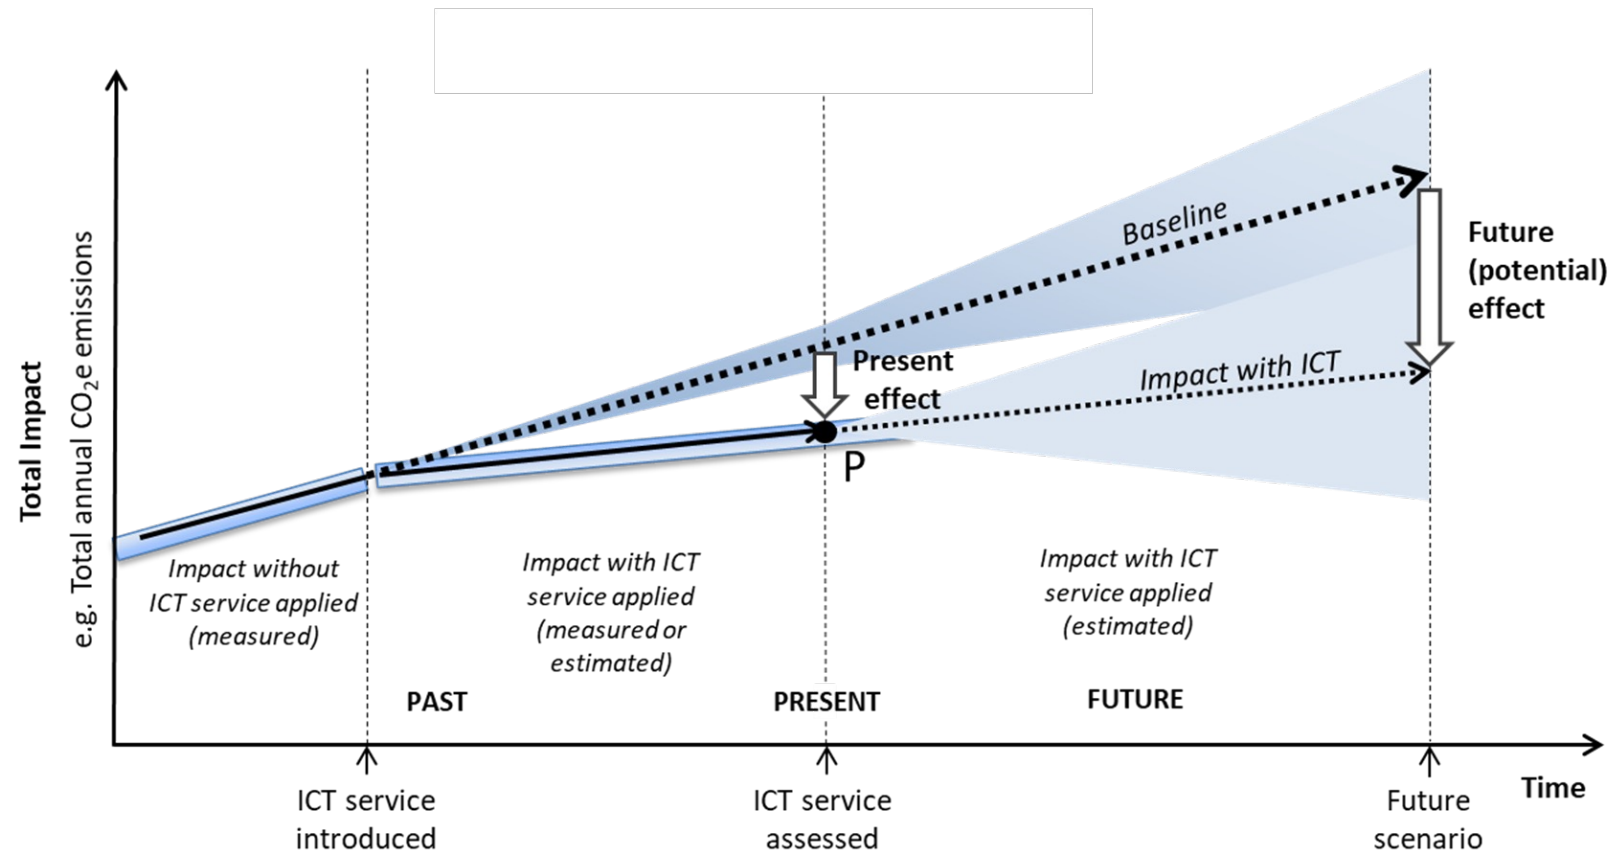 Total Impact
e.g. Total annual CO₂e emissions
Baseline
Future
(potential)
effect
Present
effect
Impact with ICT
P
Impact without
ICT service applied
(measured)
Impact with ICT
service applied
(measured or
estimated)
Impact with ICT
service applied
(estimated)
PAST
PRESENT
FUTURE
Time
ICT service
introduced
ICT service
assessed
Future
scenario